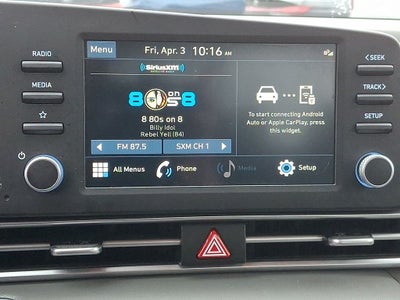 RADIO
MEDIA
Menu
Fri, Apr. 3 10:16 AM
SiriusXM
SATELLITE RADIO
80s on 8
8 80s on 8
Billy Idol
Rebel Yell (84)
FM 87.5
SXM CH 1
To start connecting Android
Auto or Apple CarPlay, press
this widget.
All Menus
Phone
Media
Setup
<SEEK
TRACK>
SETUP